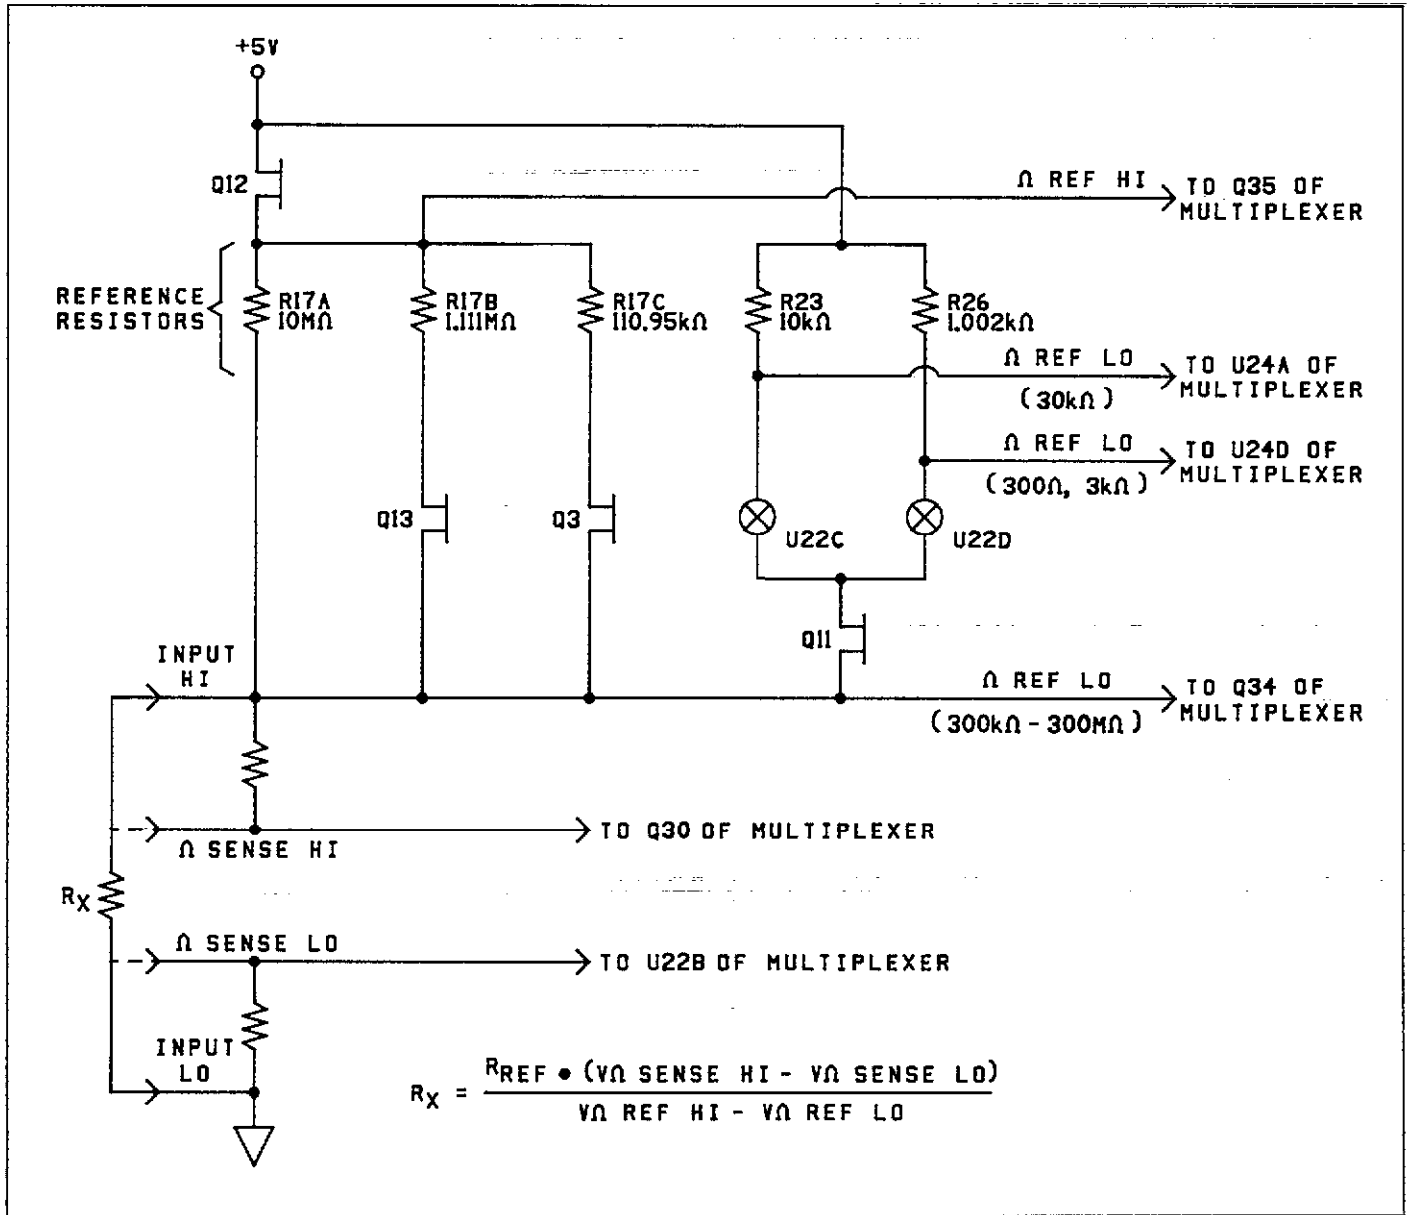 +5V
Q12
Ω REF HI
TO Q35 OF
MULTIPLEXER
REFERENCE
RESISTORS
R17A
10MΩ
R17B
1.111MΩ
R17C
110.95kΩ
R23
10kΩ
R26
1.002kΩ
Ω REF LO
(30kΩ)
TO U24A OF
MULTIPLEXER
Ω REF LO
(300Ω, 3kΩ)
TO U24D OF
MULTIPLEXER
Q13
Q3
U22C
U22D
Q11
INPUT
HI
Ω REF LO
(300kΩ - 300MΩ)
TO Q34 OF
MULTIPLEXER
Ω SENSE HI
TO Q30 OF MULTIPLEXER
RX
Ω SENSE LO
TO U22B OF MULTIPLEXER
INPUT
LO
RX = RREF • (VΩ SENSE HI - VΩ SENSE LO)
VΩ REF HI - VΩ REF LO